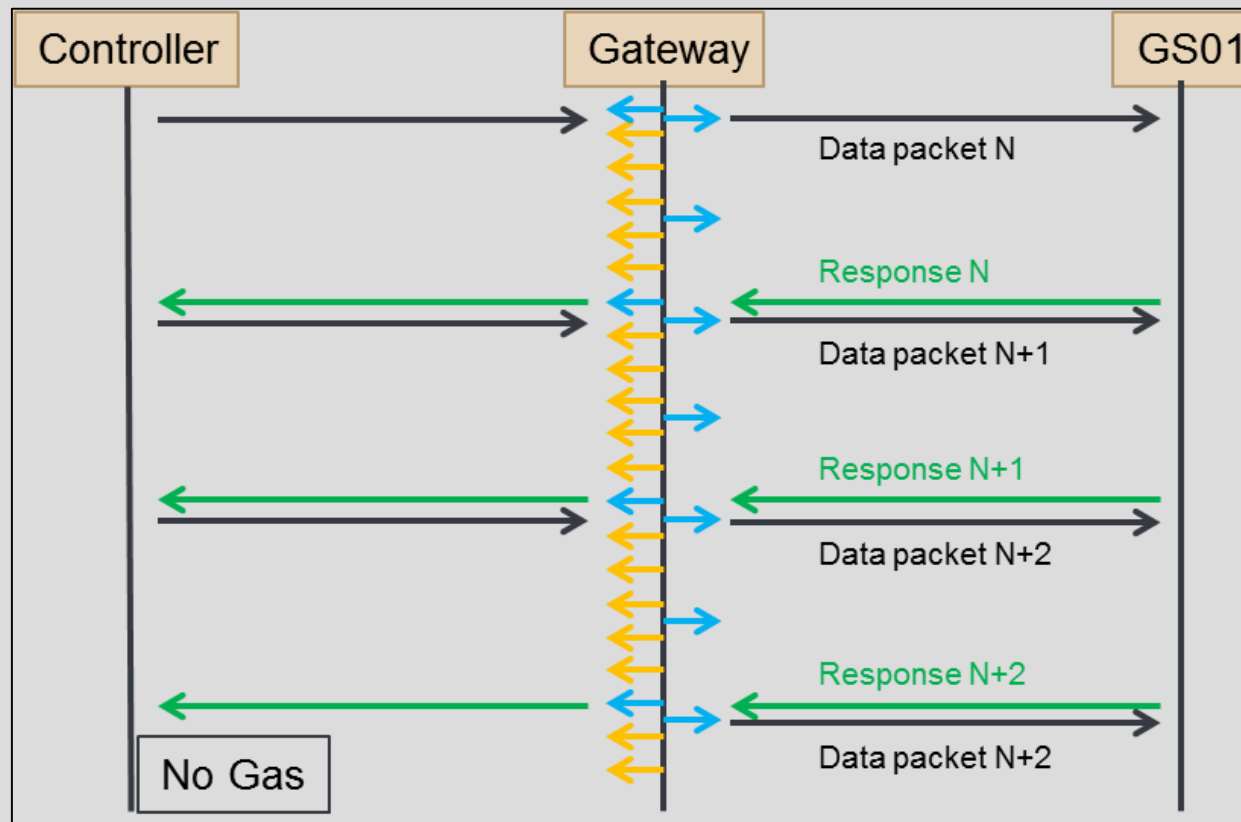 Controller
Gateway
GS01
Data packet N
Response N
Data packet N+1
Response N+1
Data packet N+2
Response N+2
Data packet N+2
No Gas